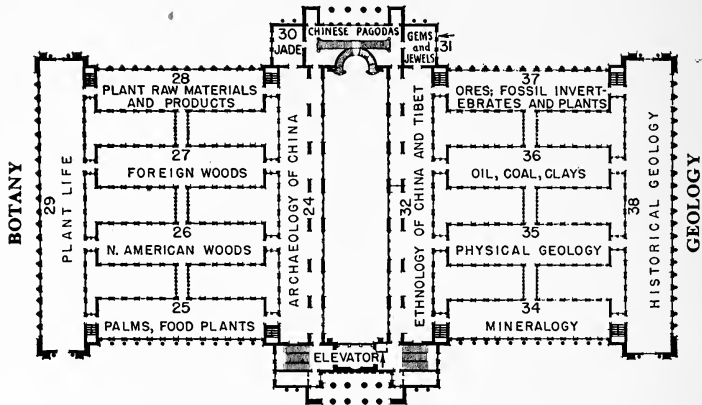 BOTANY
29
PLANT LIFE
28
PLANT RAW MATERIALS
AND PRODUCTS
27
FOREIGN WOODS
26
N. AMERICAN WOODS
25
PALMS, FOOD PLANTS
30
JADE
CHINESE PAGODAS
GEMS
and
JEWELS
31
ARCHAEOLOGY OF CHINA
24
32
ETHNOLOGY OF CHINA AND TIBET
ELEVATOR
37
ORES; FOSSIL INVERT-
EBRATES AND PLANTS
36
OIL, COAL, CLAYS
35
PHYSICAL GEOLOGY
34
MINERALOGY
38
HISTORICAL GEOLOGY
GEOLOGY